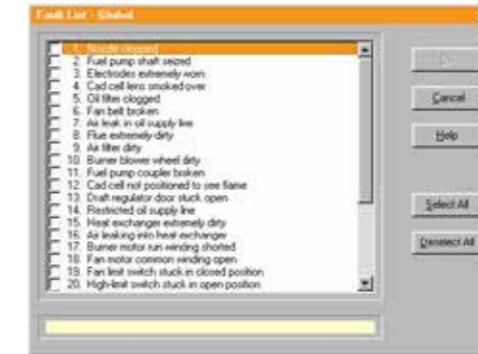 Fault List - Global
1. Nozzle clogged
2. Fuel pump shaft seized
3. Electrodes extremely worn
4. Cad cell lens smoked over
5. Oil filter clogged
6. Fan belt broken
7. Air leak in oil supply line
8. Flue extremely dirty
9. Air filter dirty
10. Burner blower wheel dirty
11. Fuel pump coupler broken
12. Cad cell not positioned to see flame
13. Draft regulator door stuck open
14. Restricted oil supply line
15. Heat exchanger extremely dirty
16. Air leaking into heat exchanger
17. Burner motor run winding shorted
18. Fan motor common winding open
19. Fan limit switch stuck in closed position
20. High-limit switch stuck in open position
Cancel
Help
Select All
Deselect All